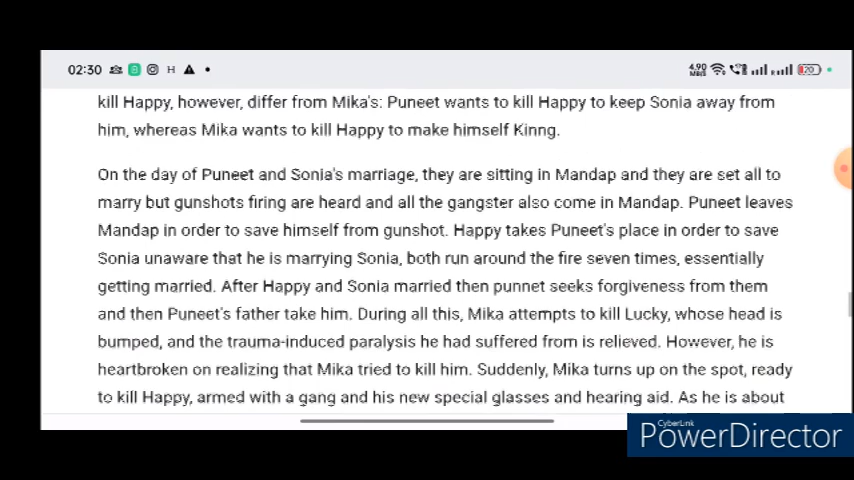 02:30 H 4.90 MB/S 20
kill Happy, however, differ from Mika's: Puneet wants to kill Happy to keep Sonia away from
him, whereas Mika wants to kill Happy to make himself Kinng.
On the day of Puneet and Sonia's marriage, they are sitting in Mandap and they are set all to
marry but gunshots firing are heard and all the gangster also come in Mandap. Puneet leaves
Mandap in order to save himself from gunshot. Happy takes Puneet's place in order to save
Sonia unaware that he is marrying Sonia, both run around the fire seven times, essentially
getting married. After Happy and Sonia married then punnet seeks forgiveness from them
and then Puneet's father take him. During all this, Mika attempts to kill Lucky, whose head is
bumped, and the trauma-induced paralysis he had suffered from is relieved. However, he is
heartbroken on realizing that Mika tried to kill him. Suddenly, Mika turns up on the spot, ready
to kill Happy, armed with a gang and his new special glasses and hearing aid. As he is about
CyberLink
PowerDirector